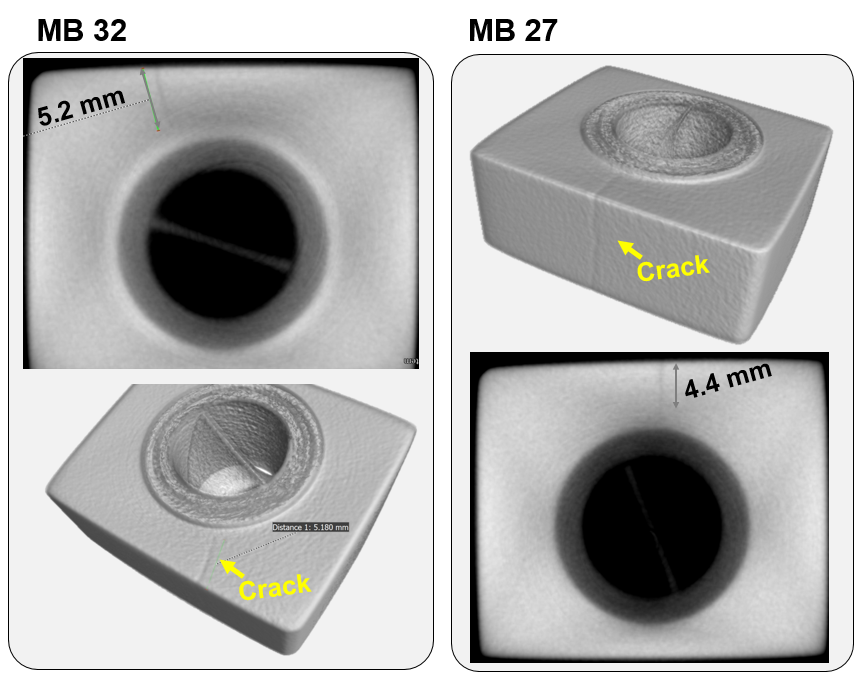 MB 32
5.2 mm
Distance 1: 5.180 mm
Crack
MB 27
Crack
4.4 mm